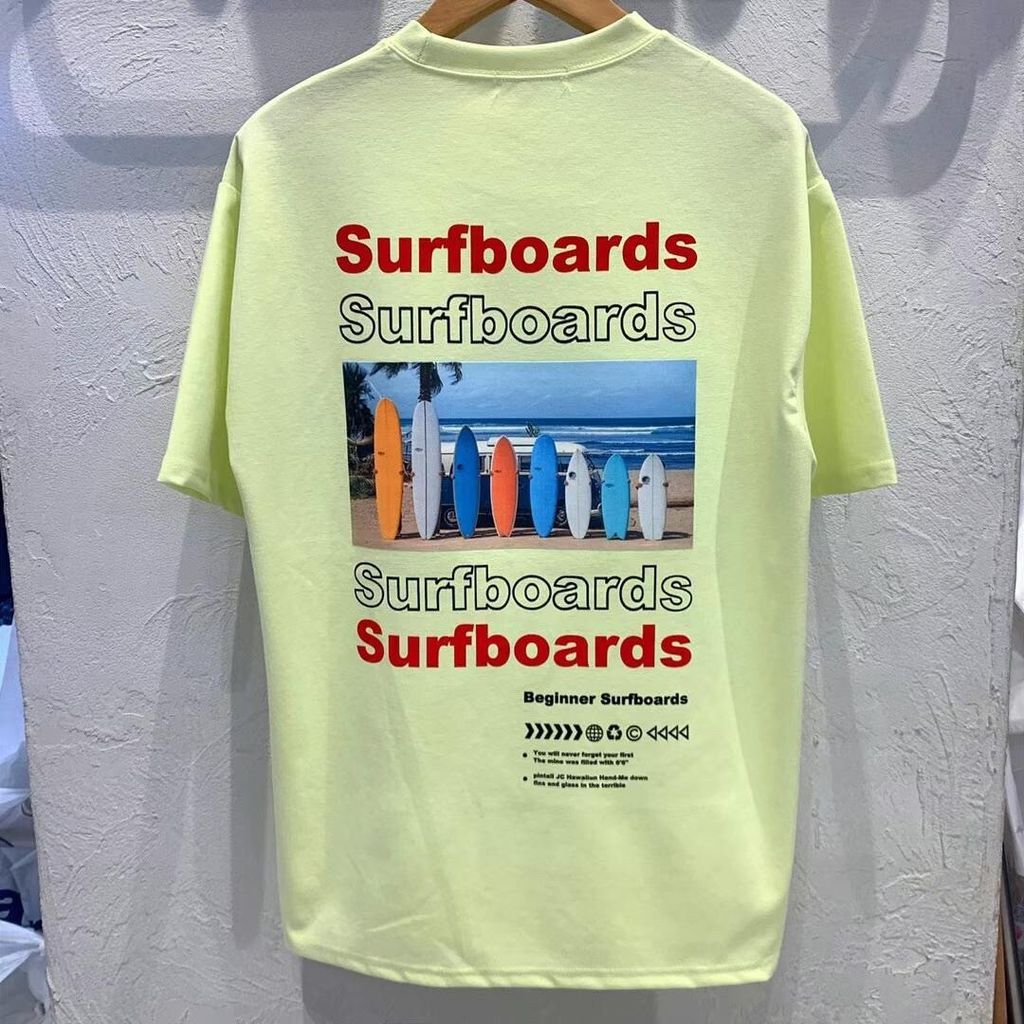 Surfboards
Surfboards
Surfboards
Surfboards
Beginner Surfboards
You will never forget your first
The mine was filled with 6'6"
pintail JC Hawaiian Hand-Me down
fins and glass in the terrible